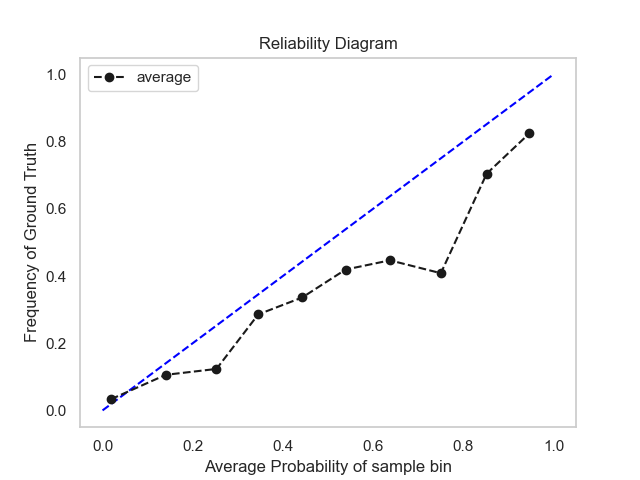 Reliability Diagram
average
1.0
0.8
0.6
0.4
0.2
0.0
Frequency of Ground Truth
0.0 0.2 0.4 0.6 0.8 1.0
Average Probability of sample bin